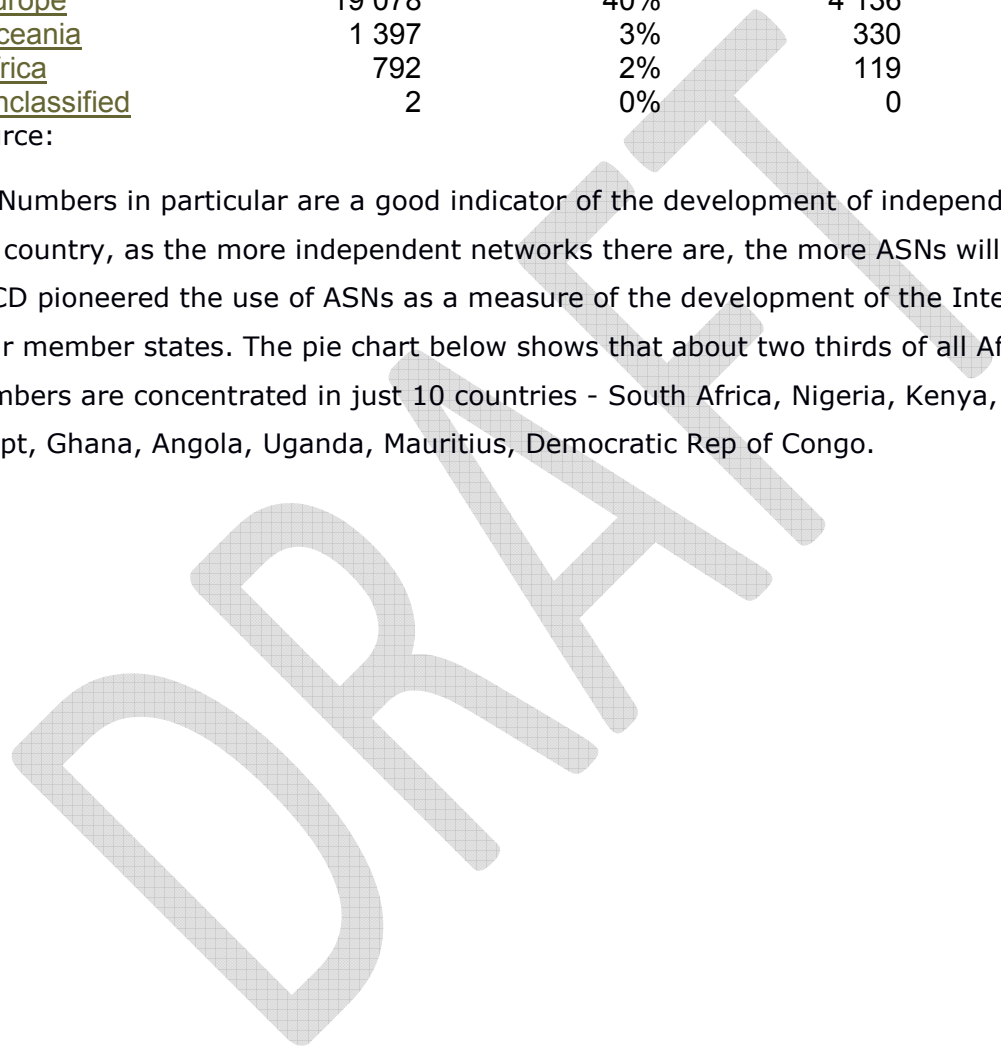 urope 19 078 40% 4 136
ceania 1 397 3% 330
rica 792 2% 119
nclassified 2 0% 0
rce:
Numbers in particular are a good indicator of the development of independ
country, as the more independent networks there are, the more ASNs will
CD pioneered the use of ASNs as a measure of the development of the Inte
r member states. The pie chart below shows that about two thirds of all Af
mbers are concentrated in just 10 countries - South Africa, Nigeria, Kenya,
pt, Ghana, Angola, Uganda, Mauritius, Democratic Rep of Congo.
DRAFT